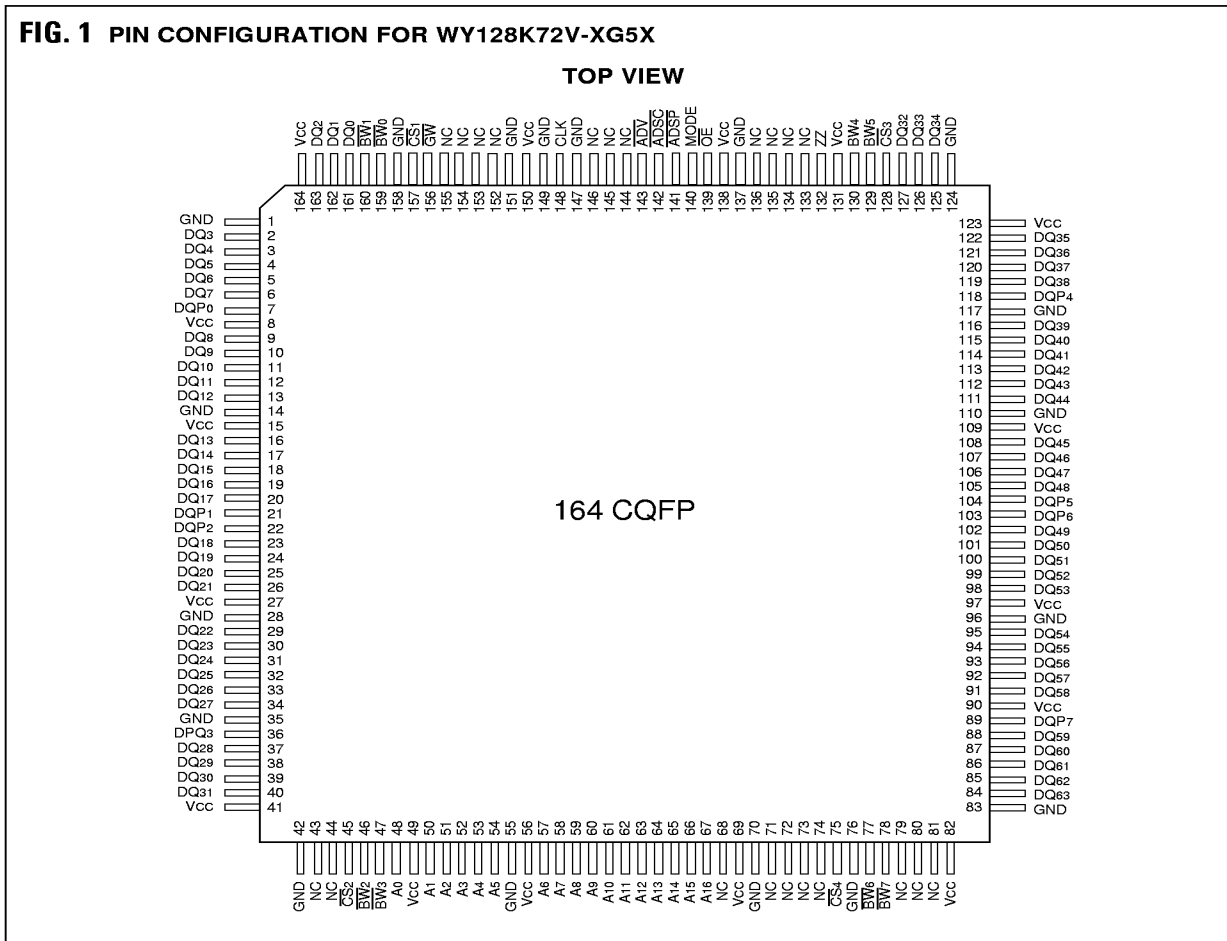 FIG. 1 PIN CONFIGURATION FOR WY128K72V-XG5X
TOP VIEW
VCC DQ2 DQ1 DQ0 BW1 BW0 GND CS1 GW NC NC NC NC GND VCC GND CLK GND NC NC NC ADV ADSC ADSP MODE OE VCC GND NC NC NC NC ZZ VCC BW4 BW5 CS3 DQ32 DQ33 DQ34 GND
164 163 162 161 160 159 158 157 156 155 154 153 152 151 150 149 148 147 146 145 144 143 142 141 140 139 138 137 136 135 134 133 132 131 130 129 128 127 126 125 124
GND 1
DQ3 2
DQ4 3
DQ5 4
DQ6 5
DQ7 6
DQP0 7
VCC 8
DQ8 9
DQ9 10
DQ10 11
DQ11 12
DQ12 13
GND 14
VCC 15
DQ13 16
DQ14 17
DQ15 18
DQ16 19
DQ17 20
DQP1 21
DQP2 22
DQ18 23
DQ19 24
DQ20 25
DQ21 26
VCC 27
GND 28
DQ22 29
DQ23 30
DQ24 31
DQ25 32
DQ26 33
DQ27 34
GND 35
DPQ3 36
DQ28 37
DQ29 38
DQ30 39
DQ31 40
VCC 41
164 CQFP
123 VCC
122 DQ35
121 DQ36
120 DQ37
119 DQ38
118 DQP4
117 GND
116 DQ39
115 DQ40
114 DQ41
113 DQ42
112 DQ43
111 DQ44
110 GND
109 VCC
108 DQ45
107 DQ46
106 DQ47
105 DQ48
104 DQP5
103 DQP6
102 DQ49
101 DQ50
100 DQ51
99 DQ52
98 DQ53
97 VCC
96 GND
95 DQ54
94 DQ55
93 DQ56
92 DQ57
91 DQ58
90 VCC
89 DQP7
88 DQ59
87 DQ60
86 DQ61
85 DQ62
84 DQ63
83 GND
42 43 44 45 46 47 48 49 50 51 52 53 54 55 56 57 58 59 60 61 62 63 64 65 66 67 68 69 70 71 72 73 74 75 76 77 78 79 80 81 82
GND NC NC CS2 BW2 BW3 A0 VCC A1 A2 A3 A4 A5 GND VCC A6 A7 A8 A9 A10 A11 A12 A13 A14 A15 A16 NC VCC GND NC NC NC NC CS4 GND BW6 BW7 NC NC NC VCC